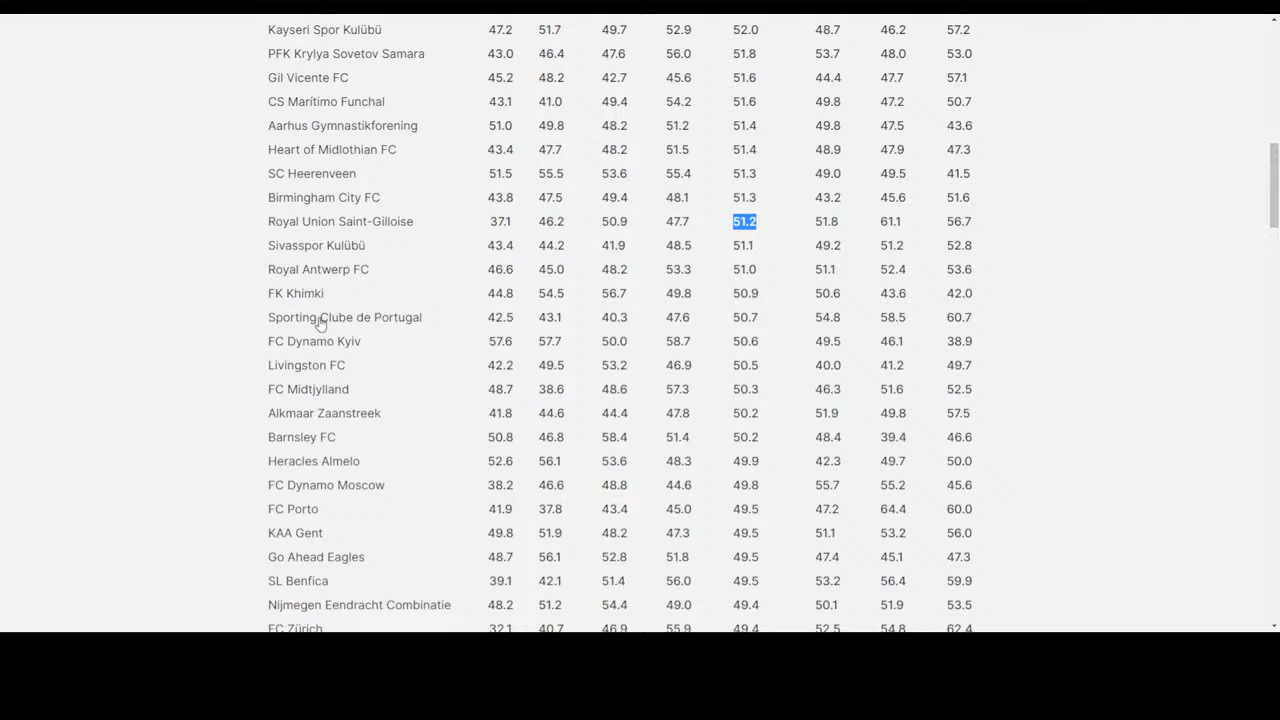 Kayseri Spor Kulübü 47.2 51.7 49.7 52.9 52.0 48.7 46.2 57.2
PFK Krylya Sovetov Samara 43.0 46.4 47.6 56.0 51.8 53.7 48.0 53.0
Gil Vicente FC 45.2 48.2 42.7 45.6 51.6 44.4 47.7 57.1
CS Marítimo Funchal 43.1 41.0 49.4 54.2 51.6 49.8 47.2 50.7
Aarhus Gymnastikforening 51.0 49.8 48.2 51.2 51.4 49.8 47.5 43.6
Heart of Midlothian FC 43.4 47.7 48.2 51.5 51.4 48.9 47.9 47.3
SC Heerenveen 51.5 55.5 53.6 55.4 51.3 49.0 49.5 41.5
Birmingham City FC 43.8 47.5 49.4 48.1 51.3 43.2 45.6 51.6
Royal Union Saint-Gilloise 37.1 46.2 50.9 47.7 51.2 51.8 61.1 56.7
Sivasspor Kulübü 43.4 44.2 41.9 48.5 51.1 49.2 51.2 52.8
Royal Antwerp FC 46.6 45.0 48.2 53.3 51.0 51.1 52.4 53.6
FK Khimki 44.8 54.5 56.7 49.8 50.9 50.6 43.6 42.0
Sporting Clube de Portugal 42.5 43.1 40.3 47.6 50.7 54.8 58.5 60.7
FC Dynamo Kyiv 57.6 57.7 50.0 58.7 50.6 49.5 46.1 38.9
Livingston FC 42.2 49.5 53.2 46.9 50.5 40.0 41.2 49.7
FC Midtjylland 48.7 38.6 48.6 57.3 50.3 46.3 51.6 52.5
Alkmaar Zaanstreek 41.8 44.6 44.4 47.8 50.2 51.9 49.8 57.5
Barnsley FC 50.8 46.8 58.4 51.4 50.2 48.4 39.4 46.6
Heracles Almelo 52.6 56.1 53.6 48.3 49.9 42.3 49.7 50.0
FC Dynamo Moscow 38.2 46.6 48.8 44.6 49.8 55.7 55.2 45.6
FC Porto 41.9 37.8 43.4 45.0 49.5 47.2 64.4 60.0
KAA Gent 49.8 51.9 48.2 47.3 49.5 51.1 53.2 56.0
Go Ahead Eagles 48.7 56.1 52.8 51.8 49.5 47.4 45.1 47.3
SL Benfica 39.1 42.1 51.4 56.0 49.5 53.2 56.4 59.9
Nijmegen Eendracht Combinatie 48.2 51.2 54.4 49.0 49.4 50.1 51.9 53.5
FC Zürich 32.1 40.7 46.9 55.9 49.4 52.5 54.8 62.4